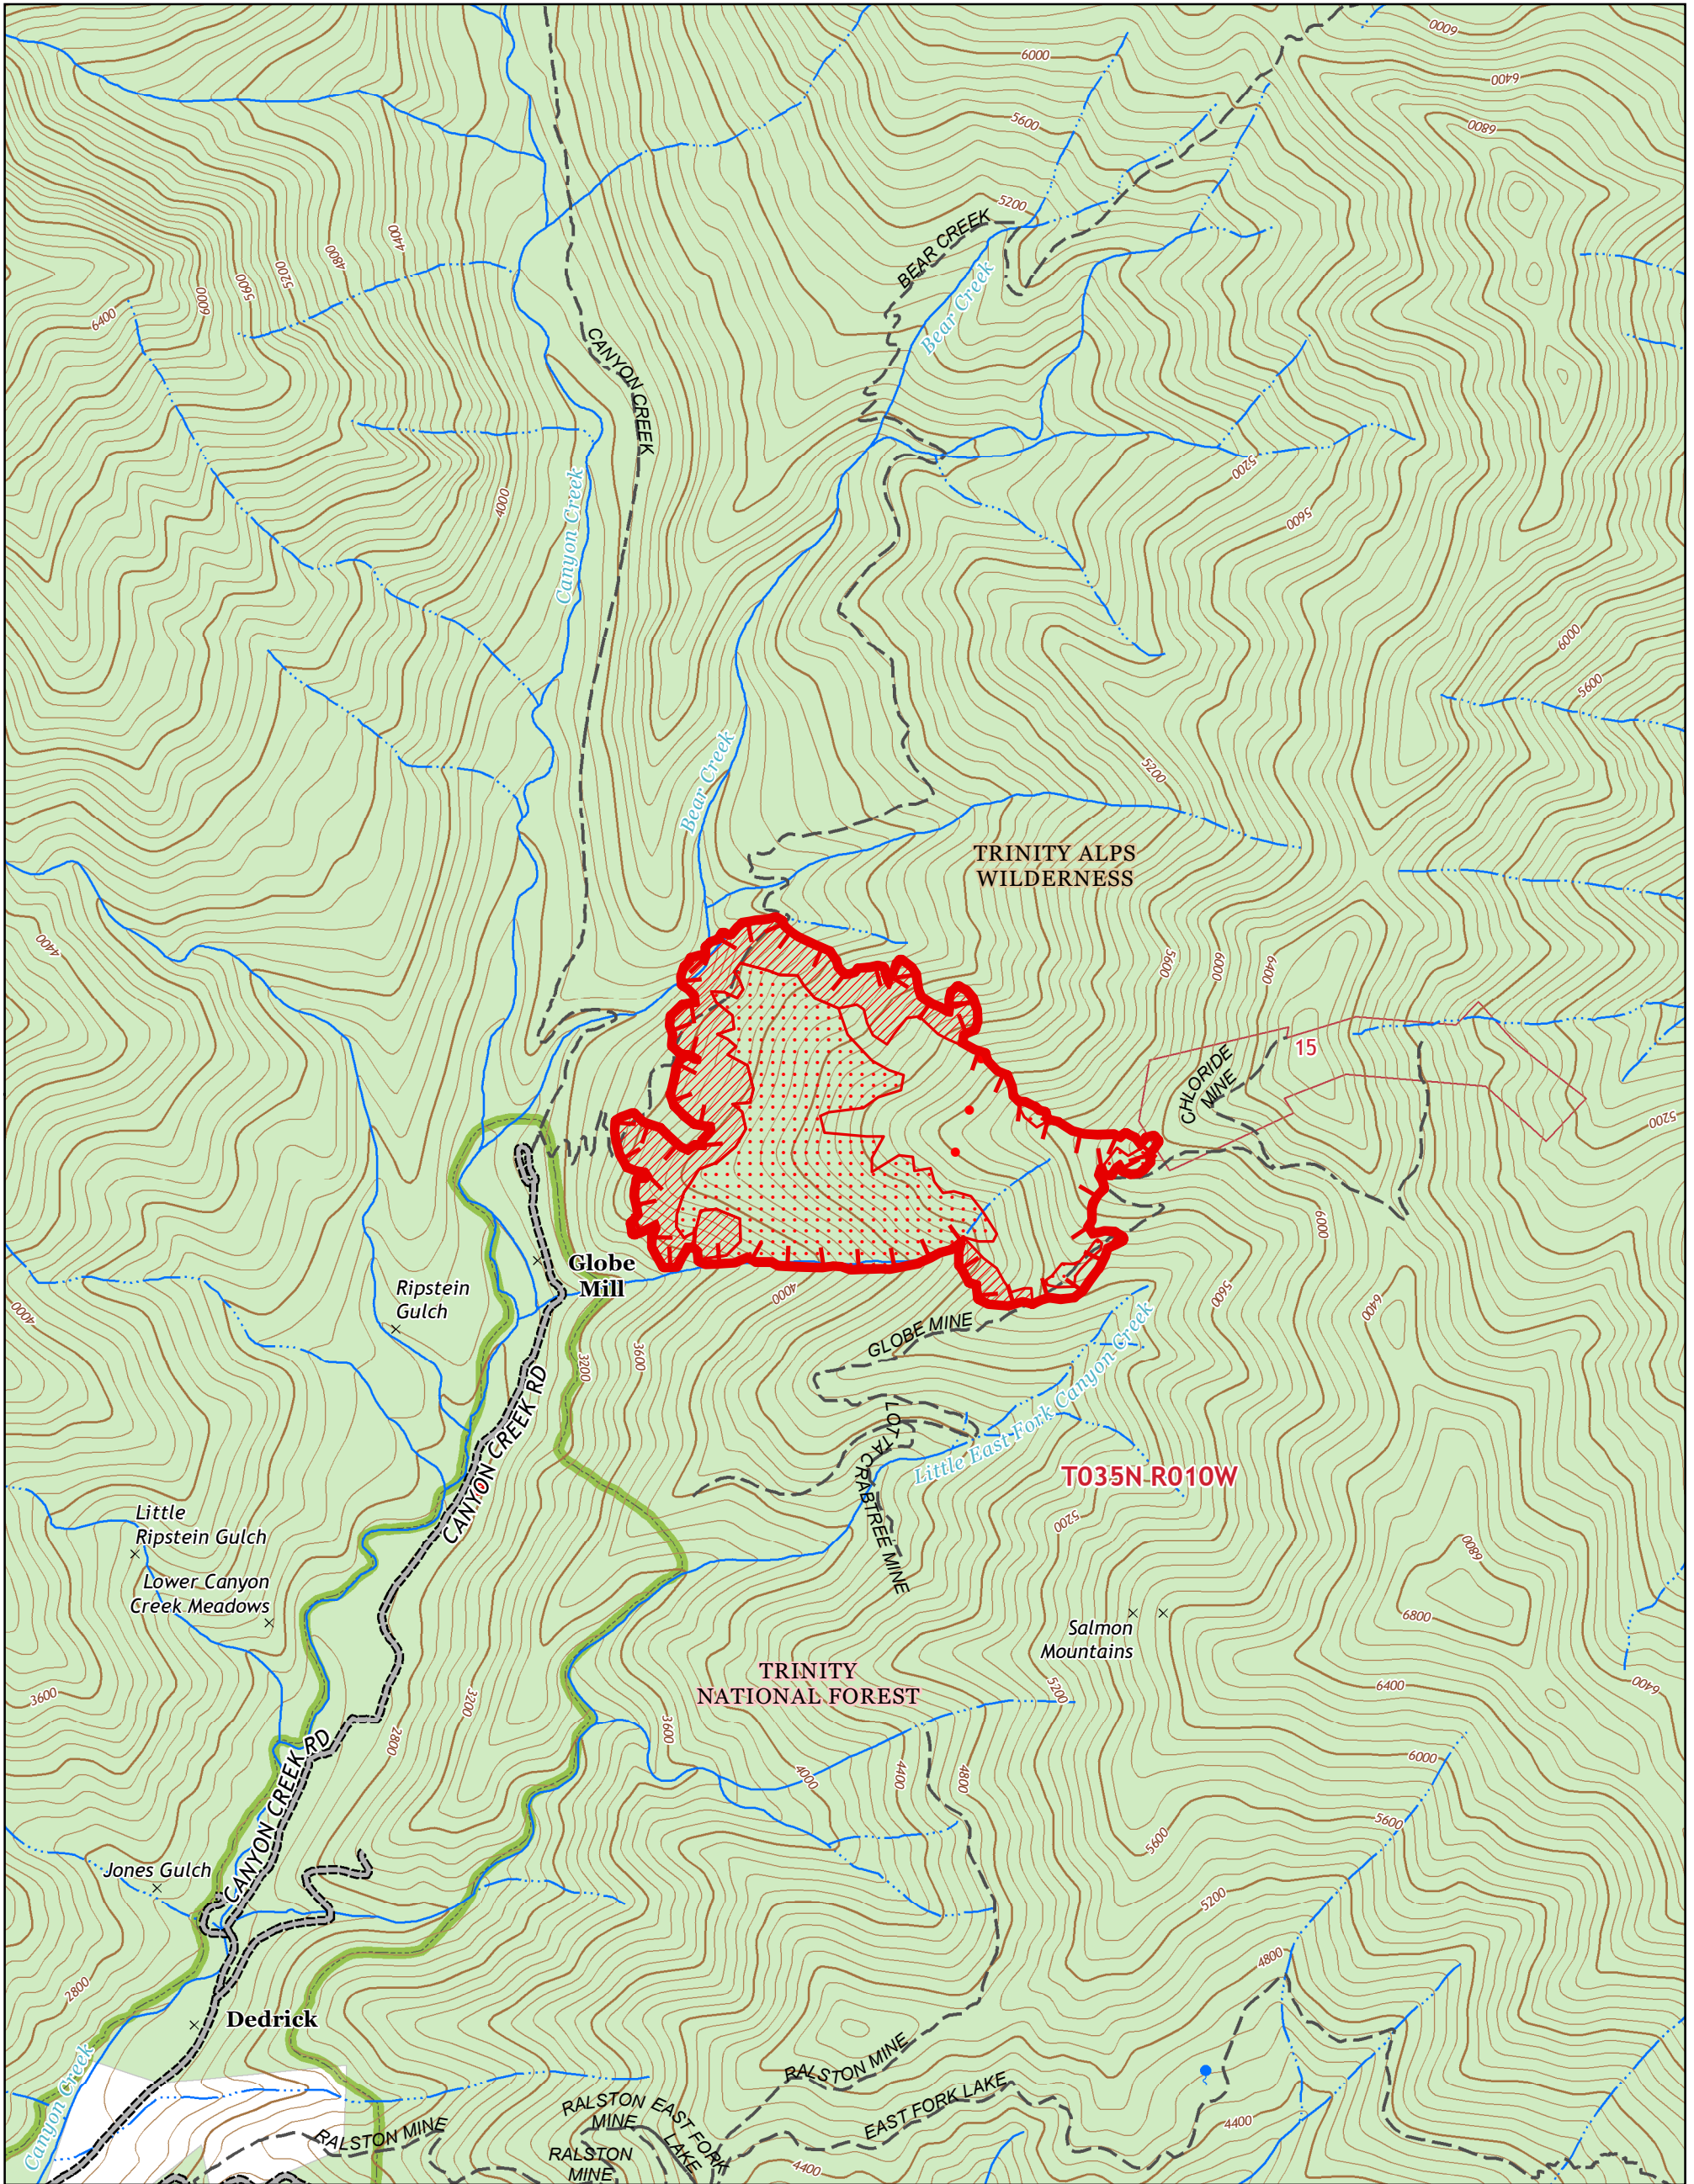 6000
6000
6400
5600
6800
5200
BEAR CREEK
4400
4800
5200
5600
6000
6400
Bear Creek
CANYON CREEK
Canyon Creek
4000
5200
5600
6000
5600
Bear Creek
5200
TRINITY ALPS
WILDERNESS
4400
5600
6000
6400
15
CHLORIDE
MINE
5200
6000
Globe
Mill
Ripstein
Gulch
4000
4000
5600
6400
GLOBE MINE
3200
3600
CANYON CREEK RD
LOTTA
CRABTREE MINE
Little East Fork Canyon Creek
T035N R010W
5200
6800
Little
Ripstein Gulch
Lower Canyon
Creek Meadows
6800
Salmon
Mountains
TRINITY
NATIONAL FOREST
5200
6400
6400
3600
3200
2800
3600
4000
4400
4800
6000
5600
5600
CANYON CREEK RD
Jones Gulch
5200
4800
2800
Dedrick
Canyon Creek
RALSTON MINE
EAST FORK LAKE
4400
RALSTON
MINE
EAST FORK
LAKE
RALSTON MINE
RALSTON
MINE
4400